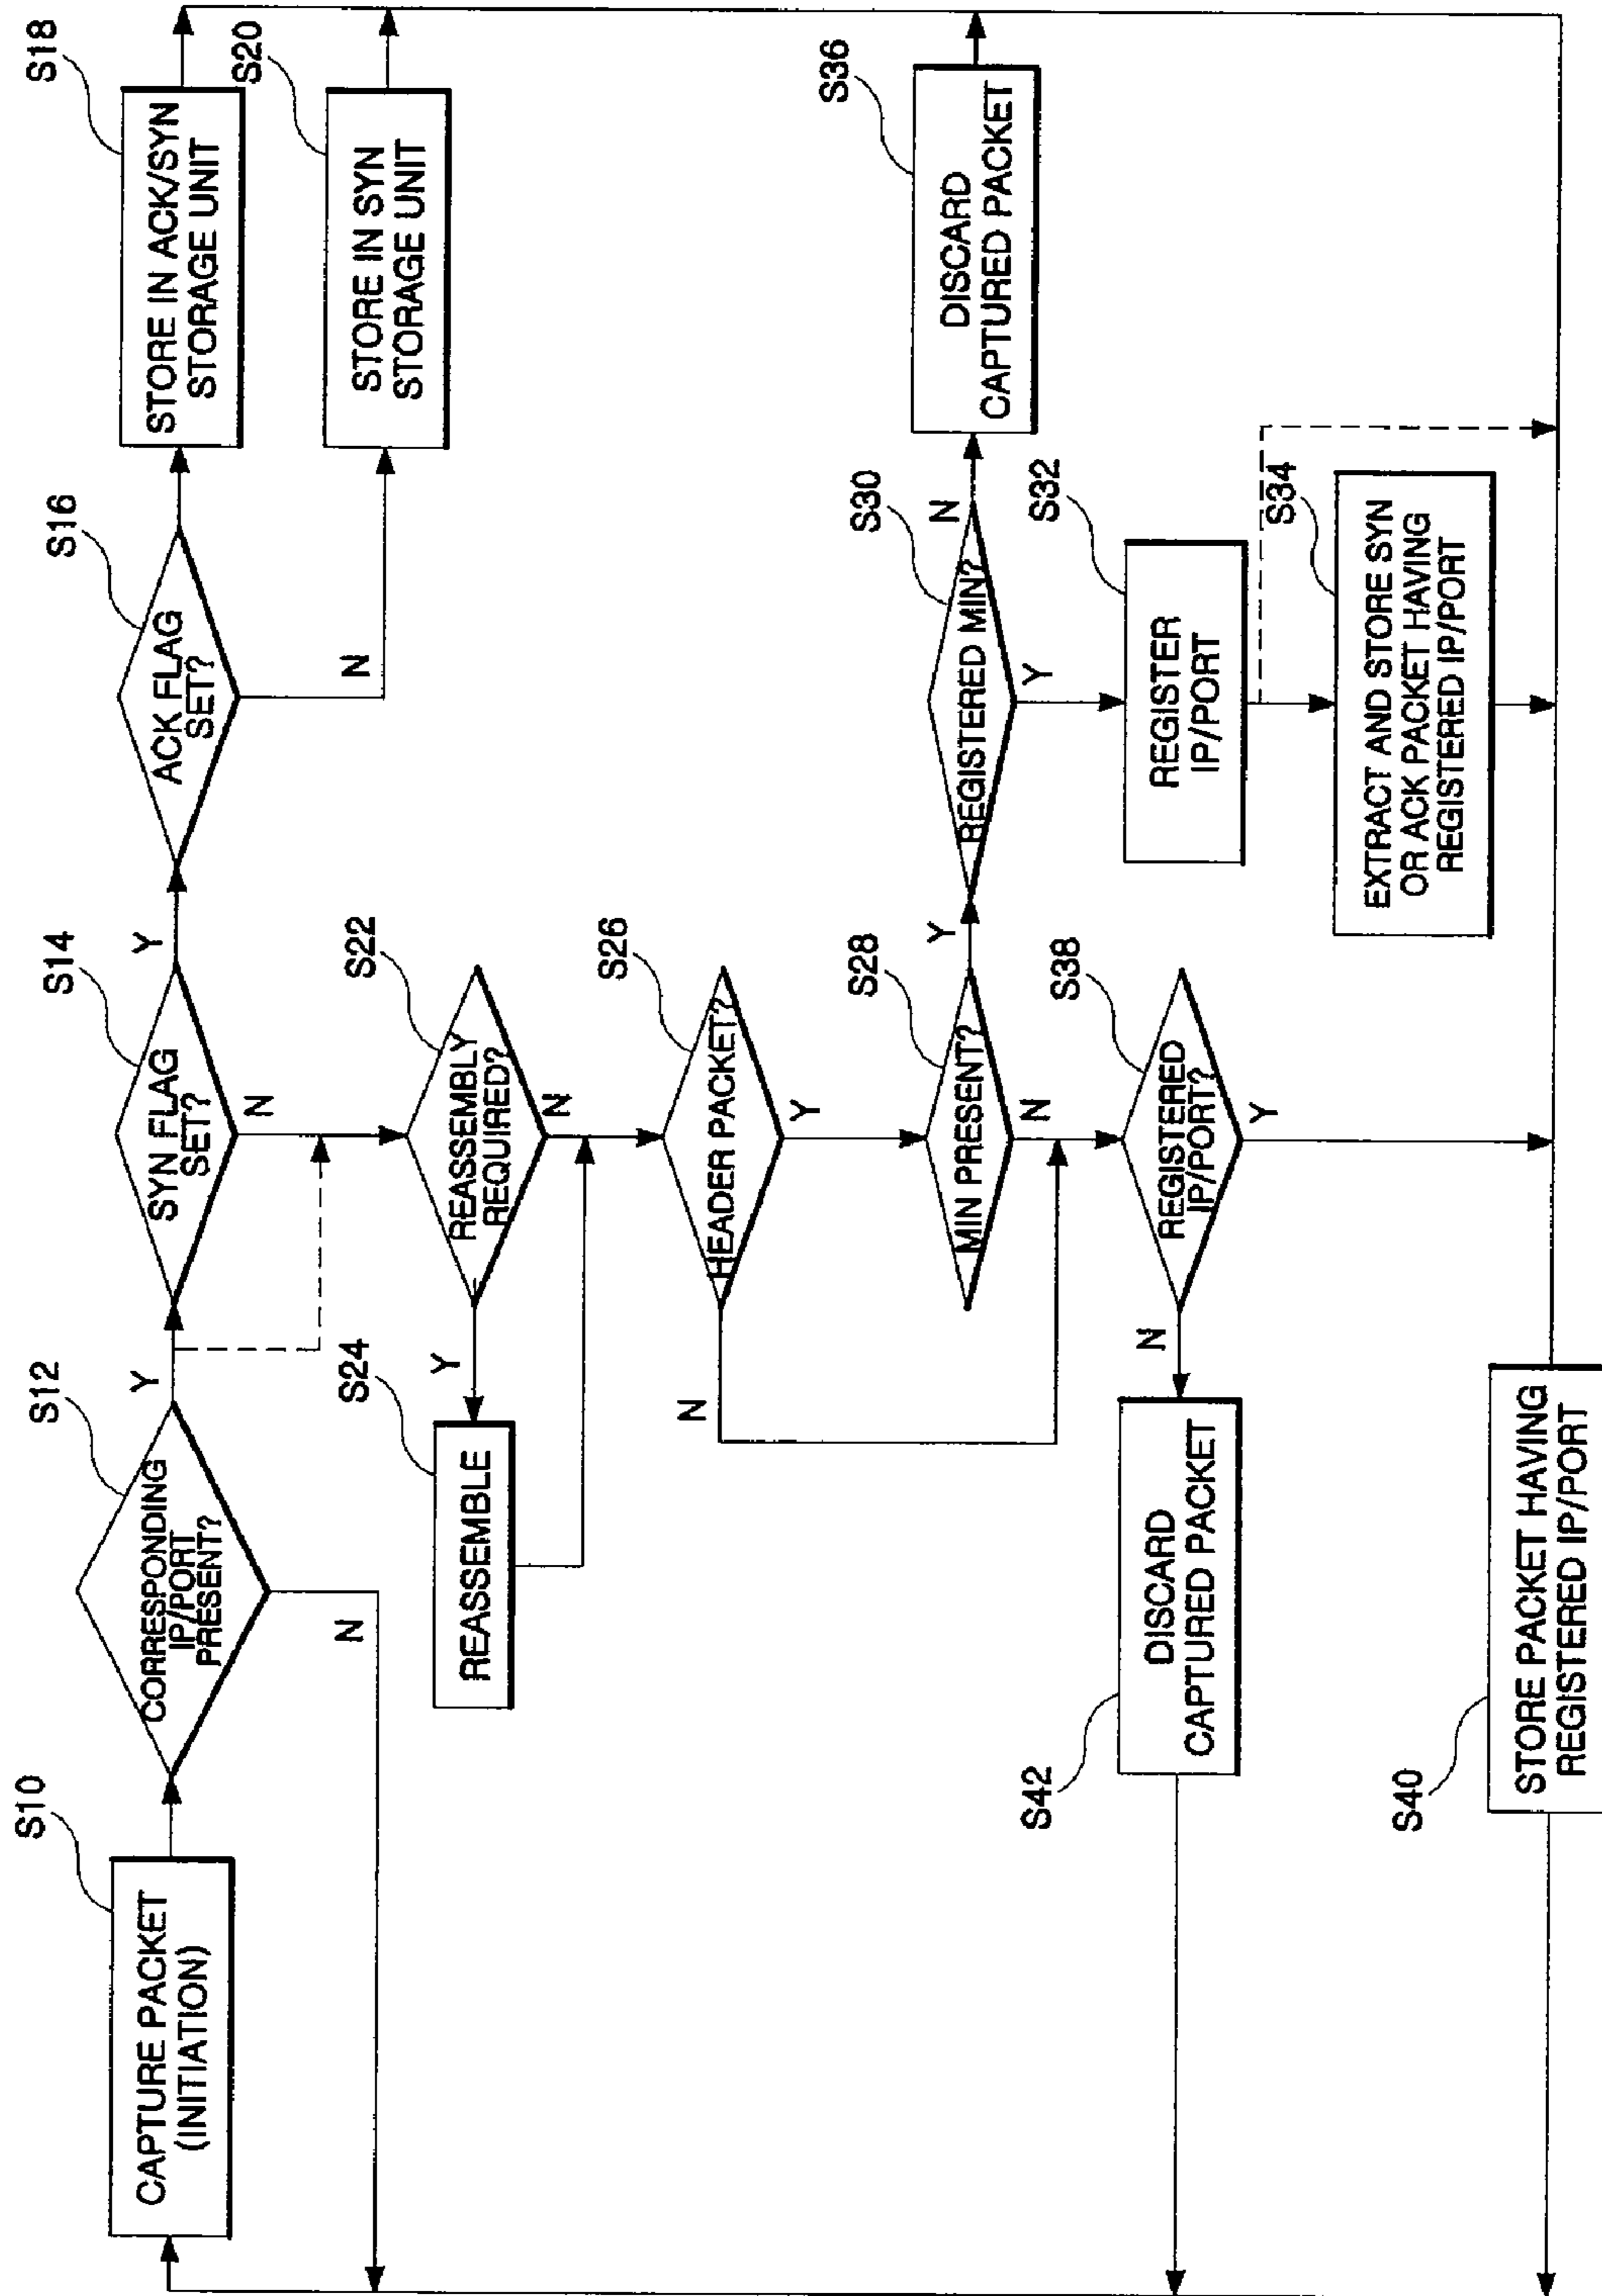 S10
CAPTURE PACKET
(INITIATION)
S12
CORRESPONDING
IP/PORT
PRESENT?
Y
N
S14
SYN FLAG
SET?
Y
N
S16
ACK FLAG
SET?
N
S18
STORE IN ACK/SYN
STORAGE UNIT
S20
STORE IN SYN
STORAGE UNIT
S22
REASSEMBLY
REQUIRED?
Y
N
S24
REASSEMBLE
S26
HEADER PACKET?
N
Y
S28
MIN PRESENT?
Y
N
S30
REGISTERED MIN?
N
Y
S36
DISCARD
CAPTURED PACKET
S32
REGISTER
IP/PORT
S34
EXTRACT AND STORE SYN
OR ACK PACKET HAVING
REGISTERED IP/PORT
S38
REGISTERED
IP/PORT?
N
Y
S42
DISCARD
CAPTURED PACKET
S40
STORE PACKET HAVING
REGISTERED IP/PORT